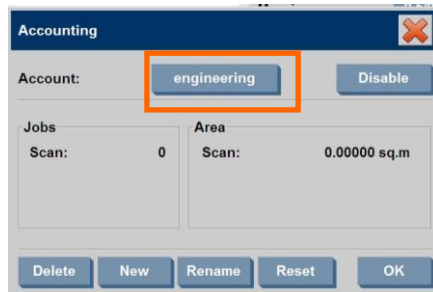 Accounting
Account: engineering Disable
Jobs Area
Scan: 0 Scan: 0.00000 sq.m
Delete New Rename Reset OK